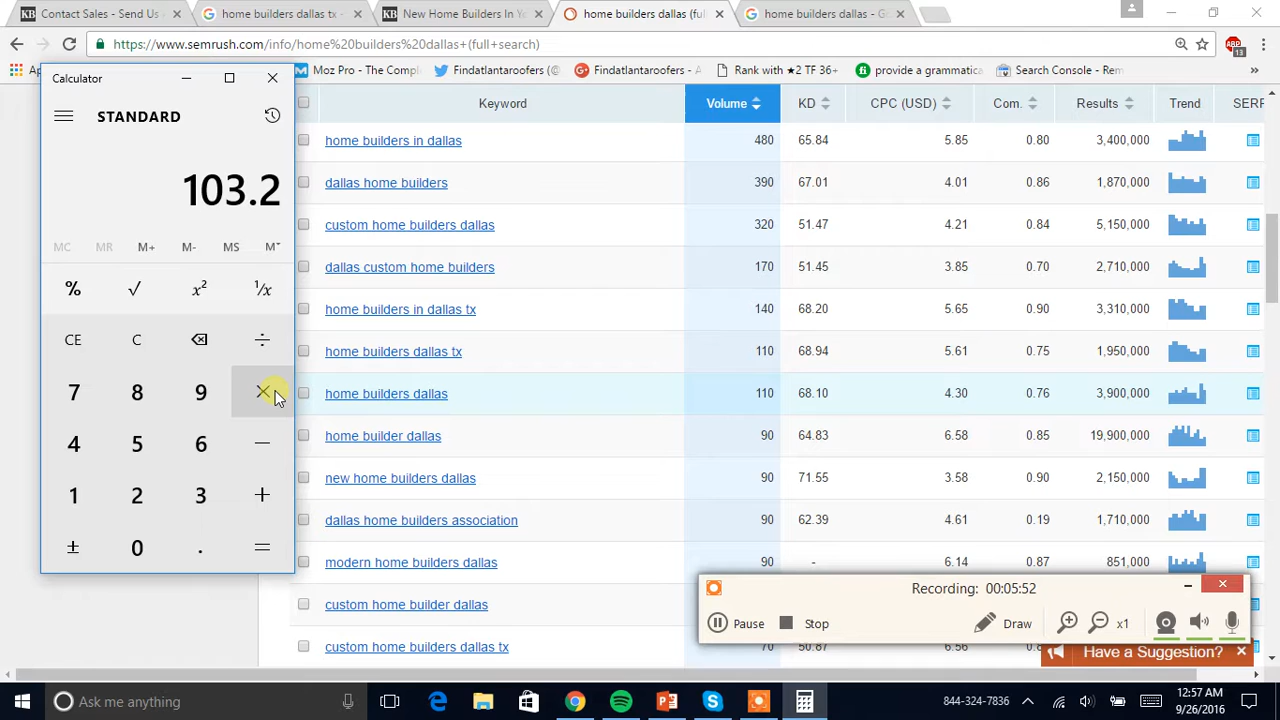 Contact Sales - Send Us
home builders dallas tx -
New Home Builders In Yo
home builders dallas (full
home builders dallas - Go
https://www.semrush.com/info/home%20builders%20dallas+(full+search)
13
Moz Pro - The Compl
Findatlantaroofers (@
Findatlantaroofers
Rank with ★2 TF 36+
provide a grammatica
Search Console - Rem
»
Calculator
STANDARD
103.2
MC MR M+ M- MS M˅
% √ x² ¹/x
CE C ÷
7 8 9 ×
4 5 6 −
1 2 3 +
± 0 . =
Keyword Volume KD CPC (USD) Com. Results Trend SERP
home builders in dallas 480 65.84 5.85 0.80 3,400,000
dallas home builders 390 67.01 4.01 0.86 1,870,000
custom home builders dallas 320 51.47 4.21 0.84 5,150,000
dallas custom home builders 170 51.45 3.85 0.70 2,710,000
home builders in dallas tx 140 68.20 5.65 0.90 3,310,000
home builders dallas tx 110 68.94 5.61 0.75 1,950,000
home builders dallas 110 68.10 4.30 0.76 3,900,000
home builder dallas 90 64.83 6.58 0.85 19,900,000
new home builders dallas 90 71.55 3.58 0.90 2,150,000
dallas home builders association 90 62.39 4.61 0.19 1,710,000
modern home builders dallas 90 - 6.14 0.87 851,000
custom home builder dallas
custom home builders dallas tx
Recording: 00:05:52
Pause Stop Draw x1
Have a Suggestion?
Ask me anything
844-324-7836
12:57 AM
9/26/2016